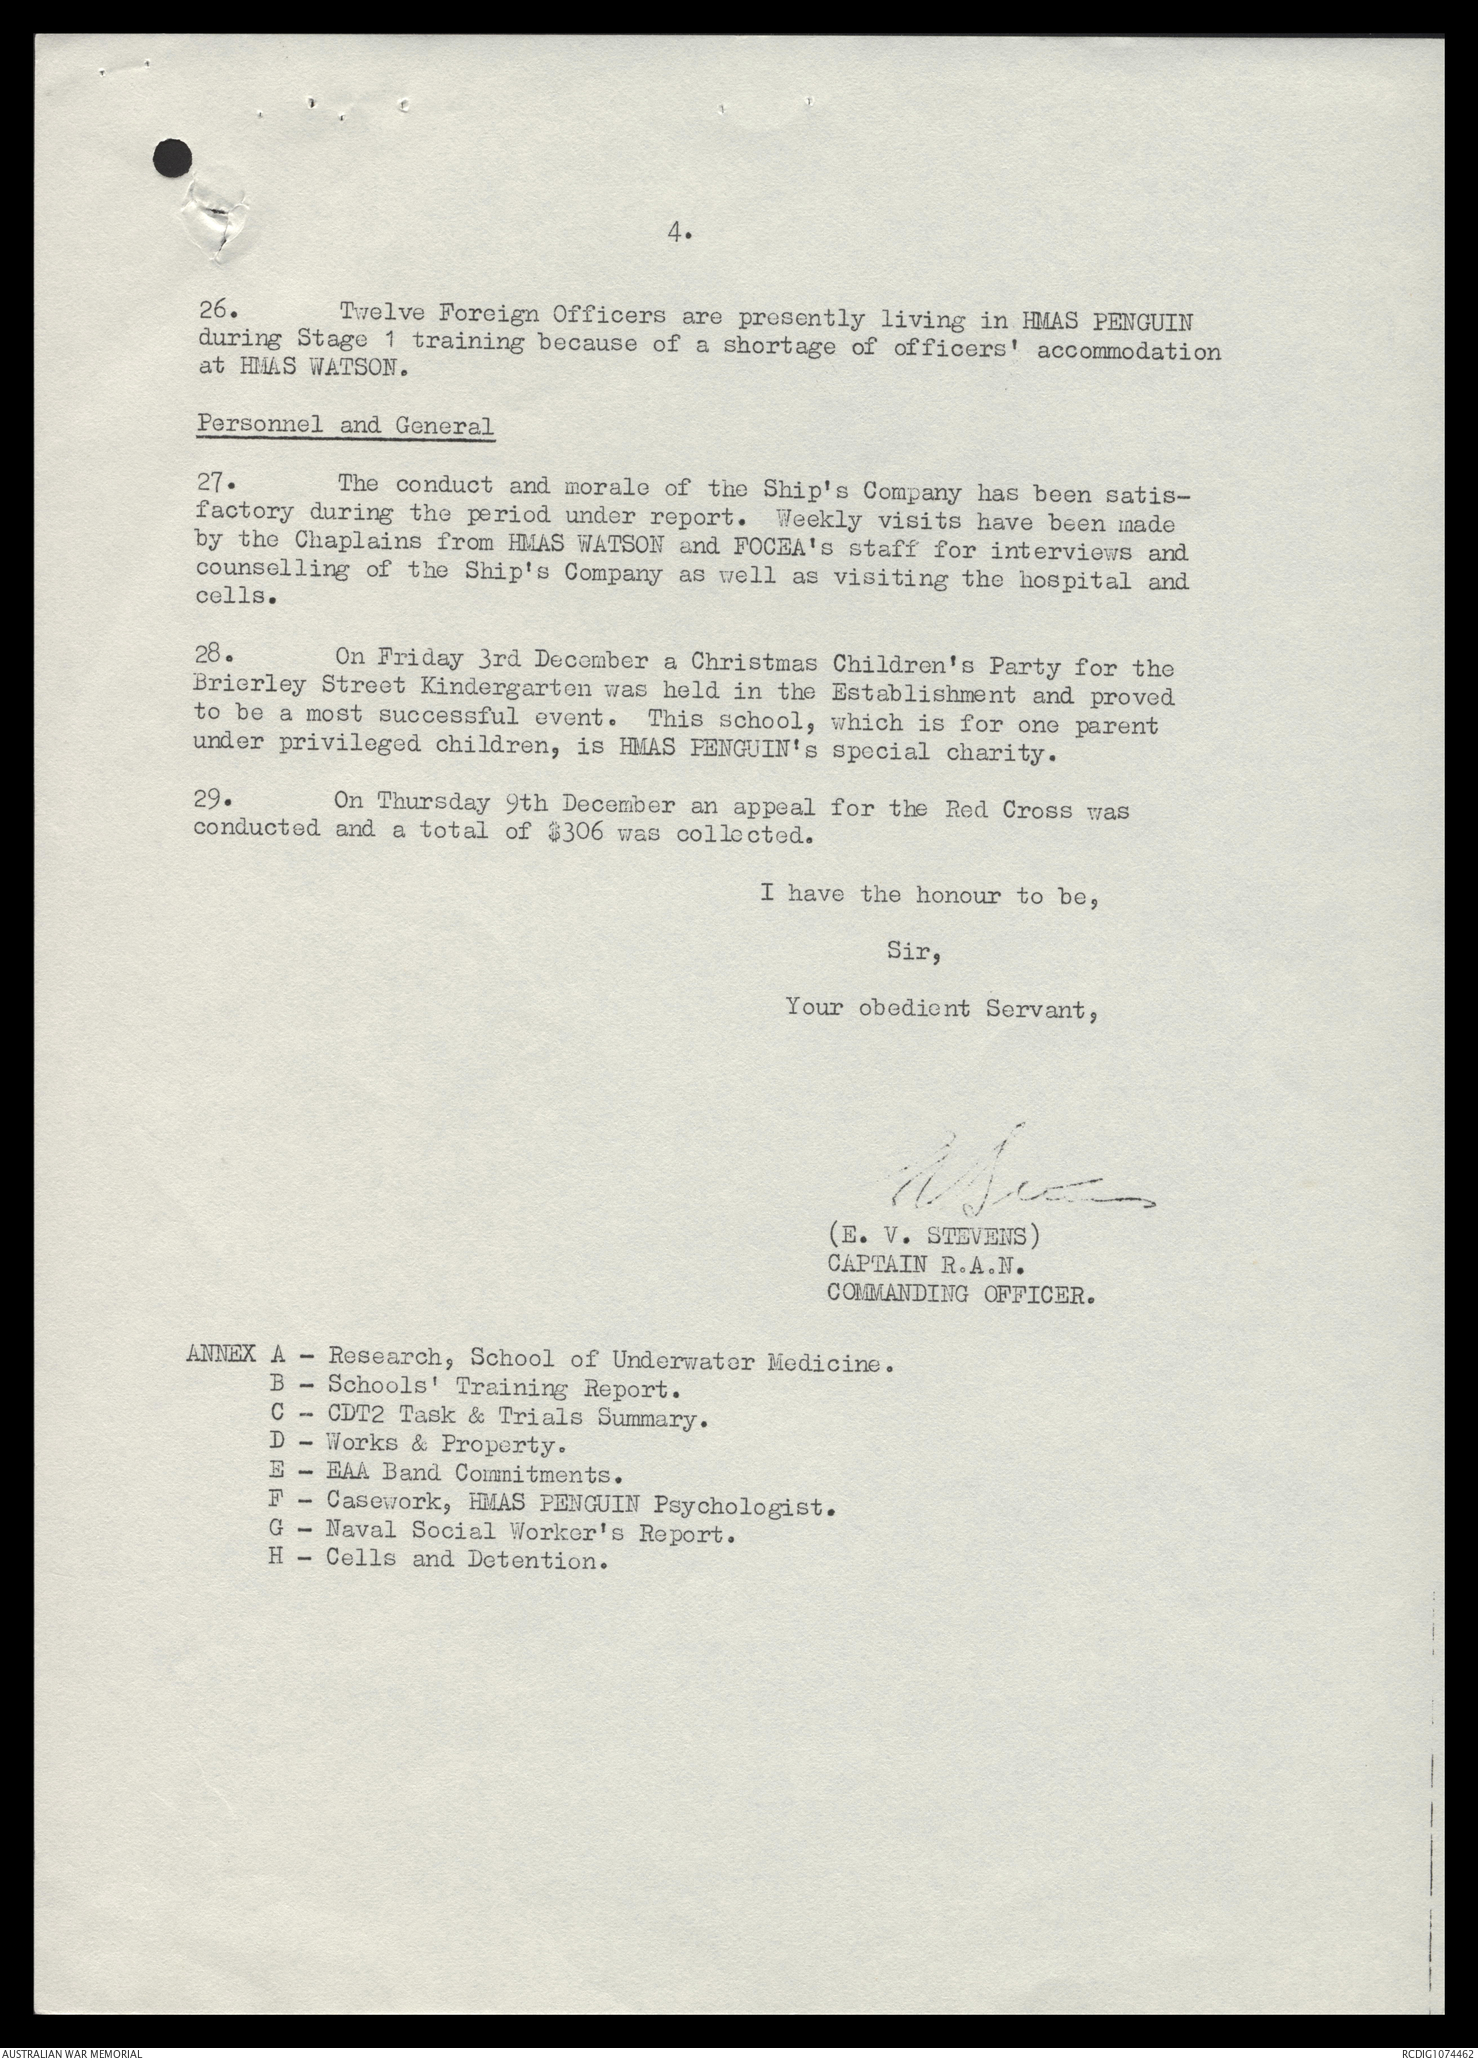 4.
26. Twelve Foreign Officers are presently living in HMAS PENGUIN
during Stage 1 training because of a shortage of officers' accommodation
at HMAS WATSON.
Personnel and General
27. The conduct and morale of the Ship's Company has been satis-
factory during the period under report. Weekly visits have been made
by the Chaplains from HMAS WATSON and FOCEA's staff for interviews and
counselling of the Ship's Company as well as visiting the hospital and
cells.
28. On Friday 3rd December a Christmas Children's Party for the
Brierley Street Kindergarten was held in the Establishment and proved
to be a most successful event. This school, which is for one parent
under privileged children, is HMAS PENGUIN's special charity.
29. On Thursday 9th December an appeal for the Red Cross was
conducted and a total of $306 was collected.
I have the honour to be,
Sir,
Your obedient Servant,
(E. V. STEVENS)
CAPTAIN R.A.N.
COMMANDING OFFICER.
ANNEX A - Research, School of Underwater Medicine.
B - Schools' Training Report.
C - CDT2 Task & Trials Summary.
D - Works & Property.
E - EAA Band Commitments.
F - Casework, HMAS PENGUIN Psychologist.
G - Naval Social Worker's Report.
H - Cells and Detention.
AUSTRALIAN WAR MEMORIAL
RCDIG1074462